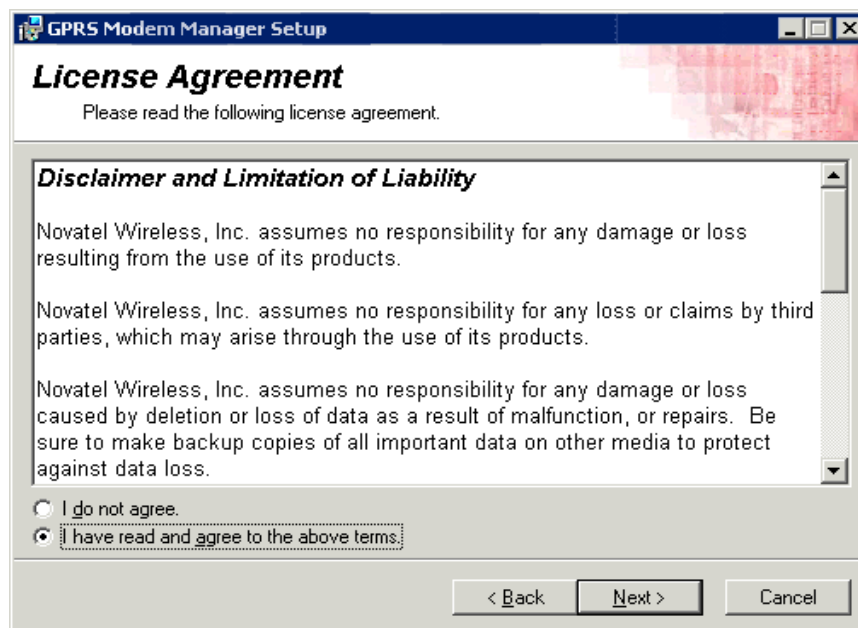 GPRS Modem Manager Setup
License Agreement
Please read the following license agreement.
Disclaimer and Limitation of Liability
Novatel Wireless, Inc. assumes no responsibility for any damage or loss
resulting from the use of its products.
Novatel Wireless, Inc. assumes no responsibility for any loss or claims by third
parties, which may arise through the use of its products.
Novatel Wireless, Inc. assumes no responsibility for any damage or loss
caused by deletion or loss of data as a result of malfunction, or repairs.  Be
sure to make backup copies of all important data on other media to protect
against data loss.
I do not agree.
I have read and agree to the above terms.
< Back Next > Cancel